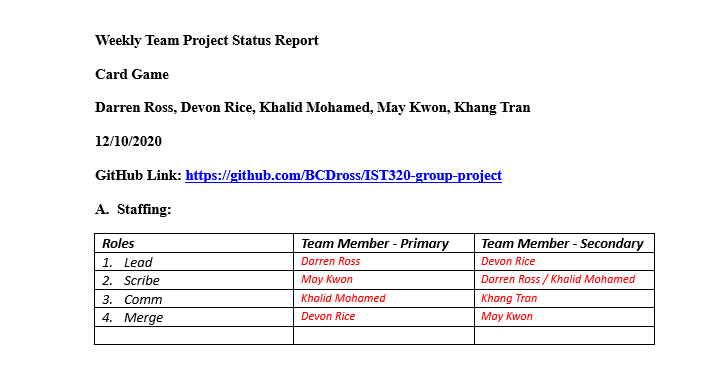 Weekly Team Project Status Report
Card Game
Darren Ross, Devon Rice, Khalid Mohamed, May Kwon, Khang Tran
12/10/2020
GitHub Link: https://github.com/BCDross/IST320-group-project
A. Staffing:
Roles Team Member - Primary Team Member - Secondary
1. Lead Darren Ross Devon Rice
2. Scribe May Kwon Darren Ross / Khalid Mohamed
3. Comm Khalid Mohamed Khang Tran
4. Merge Devon Rice May Kwon